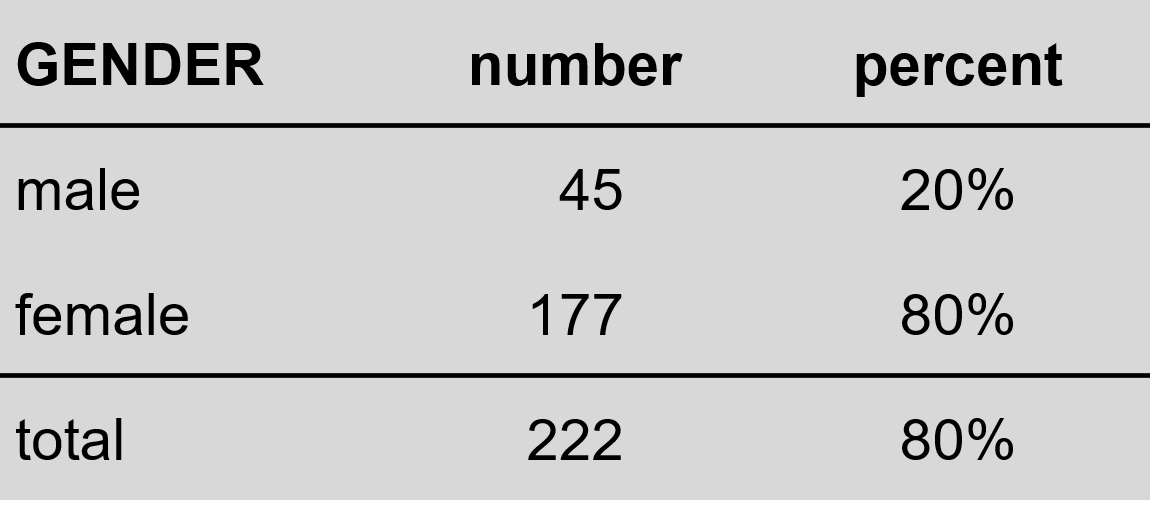 GENDER number percent
male 45 20%
female 177 80%
total 222 80%